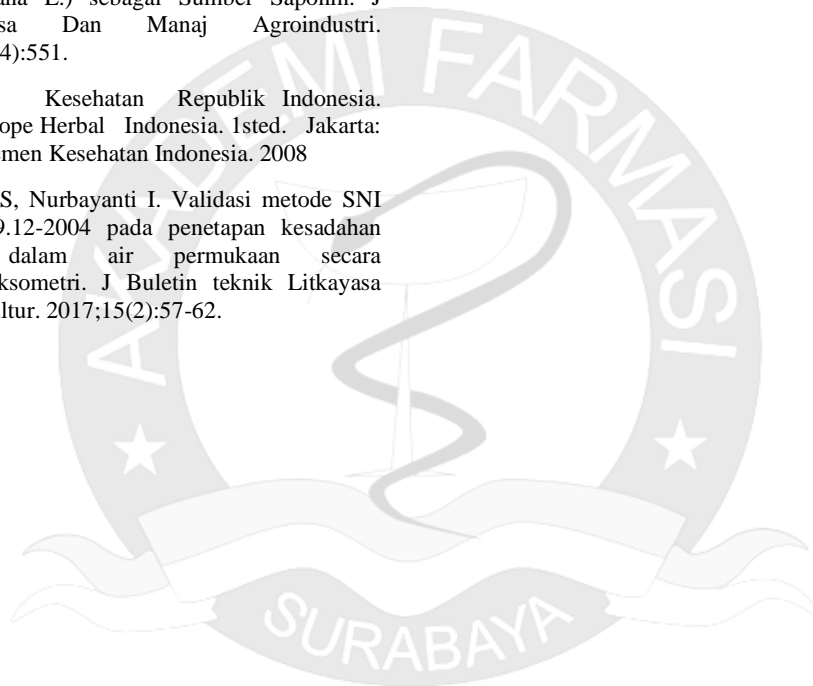 ana L.) sebagai Sumber Saponin. J
sa Dan Manaj Agroindustri.
4):551.
Kesehatan Republik Indonesia.
ope Herbal Indonesia. 1sted. Jakarta:
emen Kesehatan Indonesia. 2008
S, Nurbayanti I. Validasi metode SNI
9.12-2004 pada penetapan kesadahan
dalam air permukaan secara
ksometri. J Buletin teknik Litkayasa
ltur. 2017;15(2):57-62.
AKADEMI FARMASI
SURABAYA